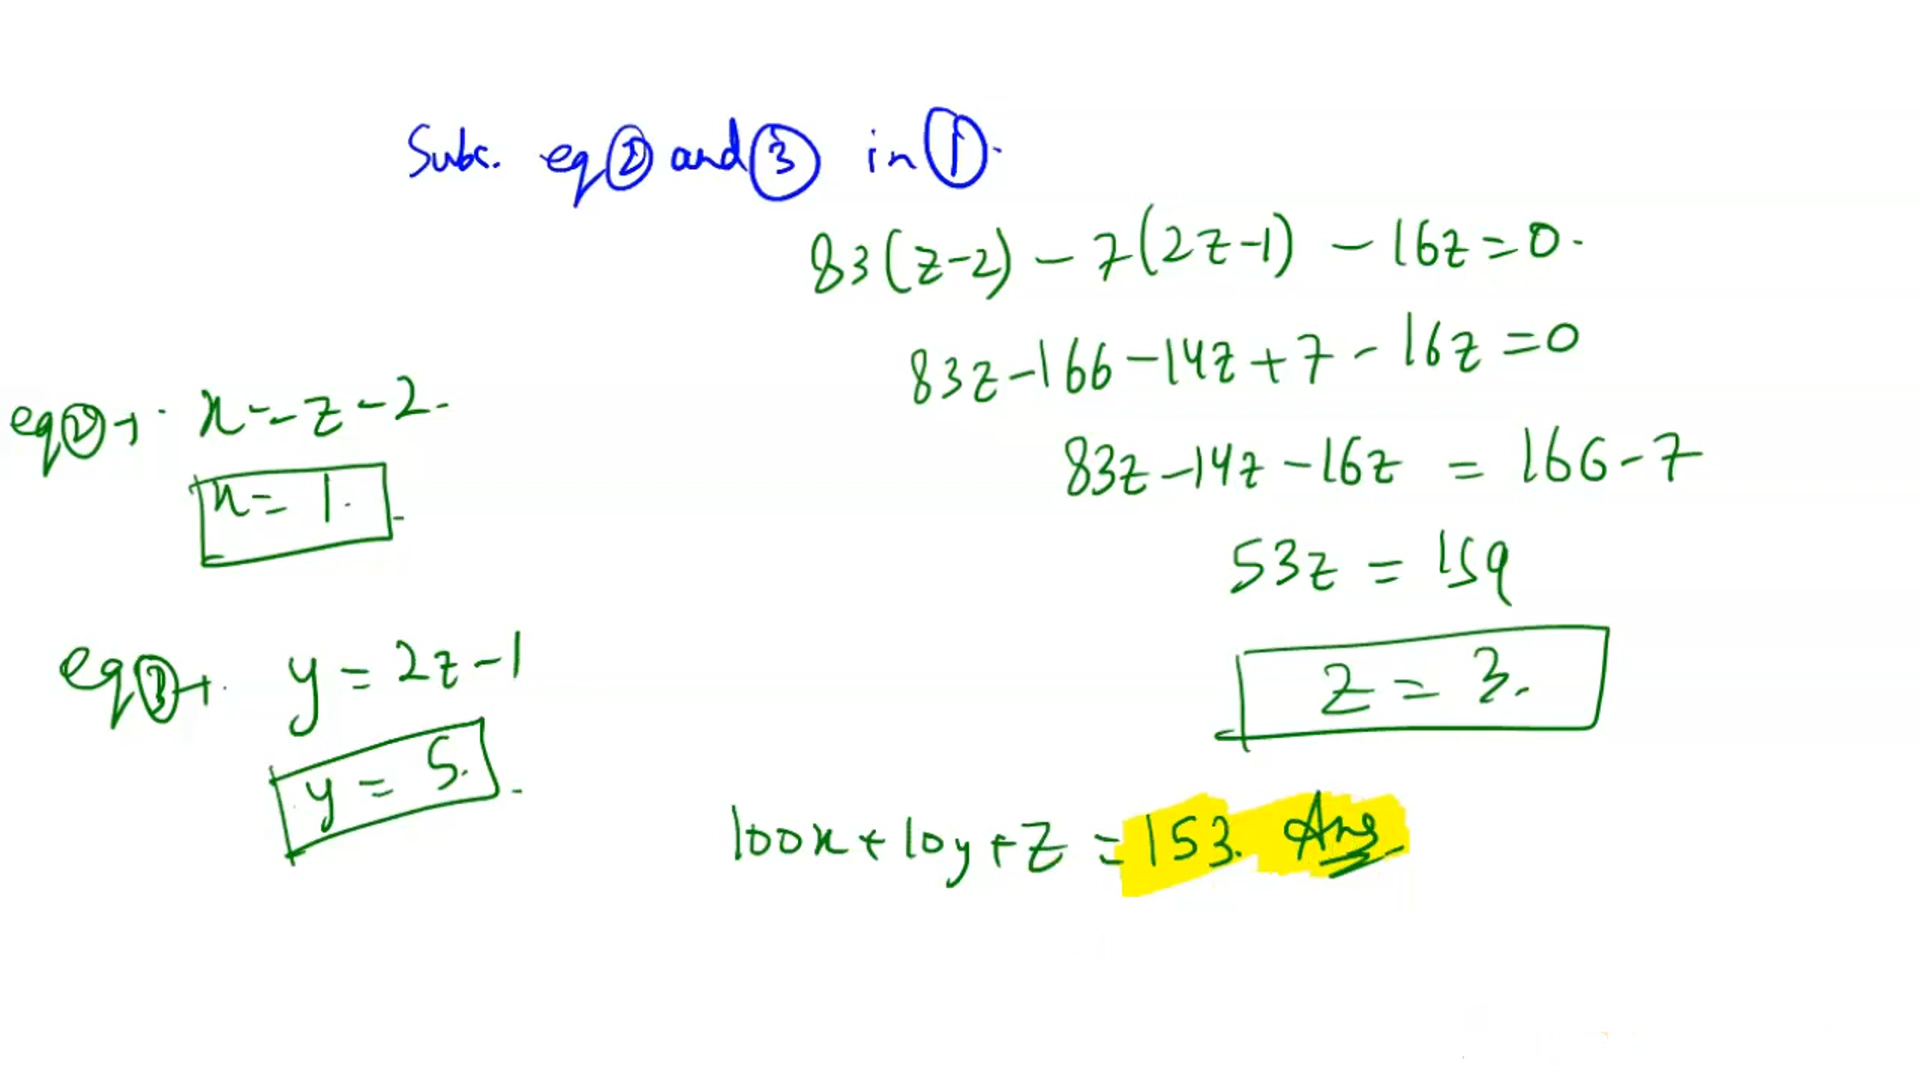 Subs. eq② and ③ in ①.
83(z-2) - 7(2z-1) - 16z = 0.
83z - 166 - 14z + 7 - 16z = 0
83z - 14z - 16z = 166 - 7
53z = 159
z = 3.
eq② → x = z - 2.
x = 1.
eq③ → y = 2z - 1
y = 5.
100x + 10y + z = 153. Ans